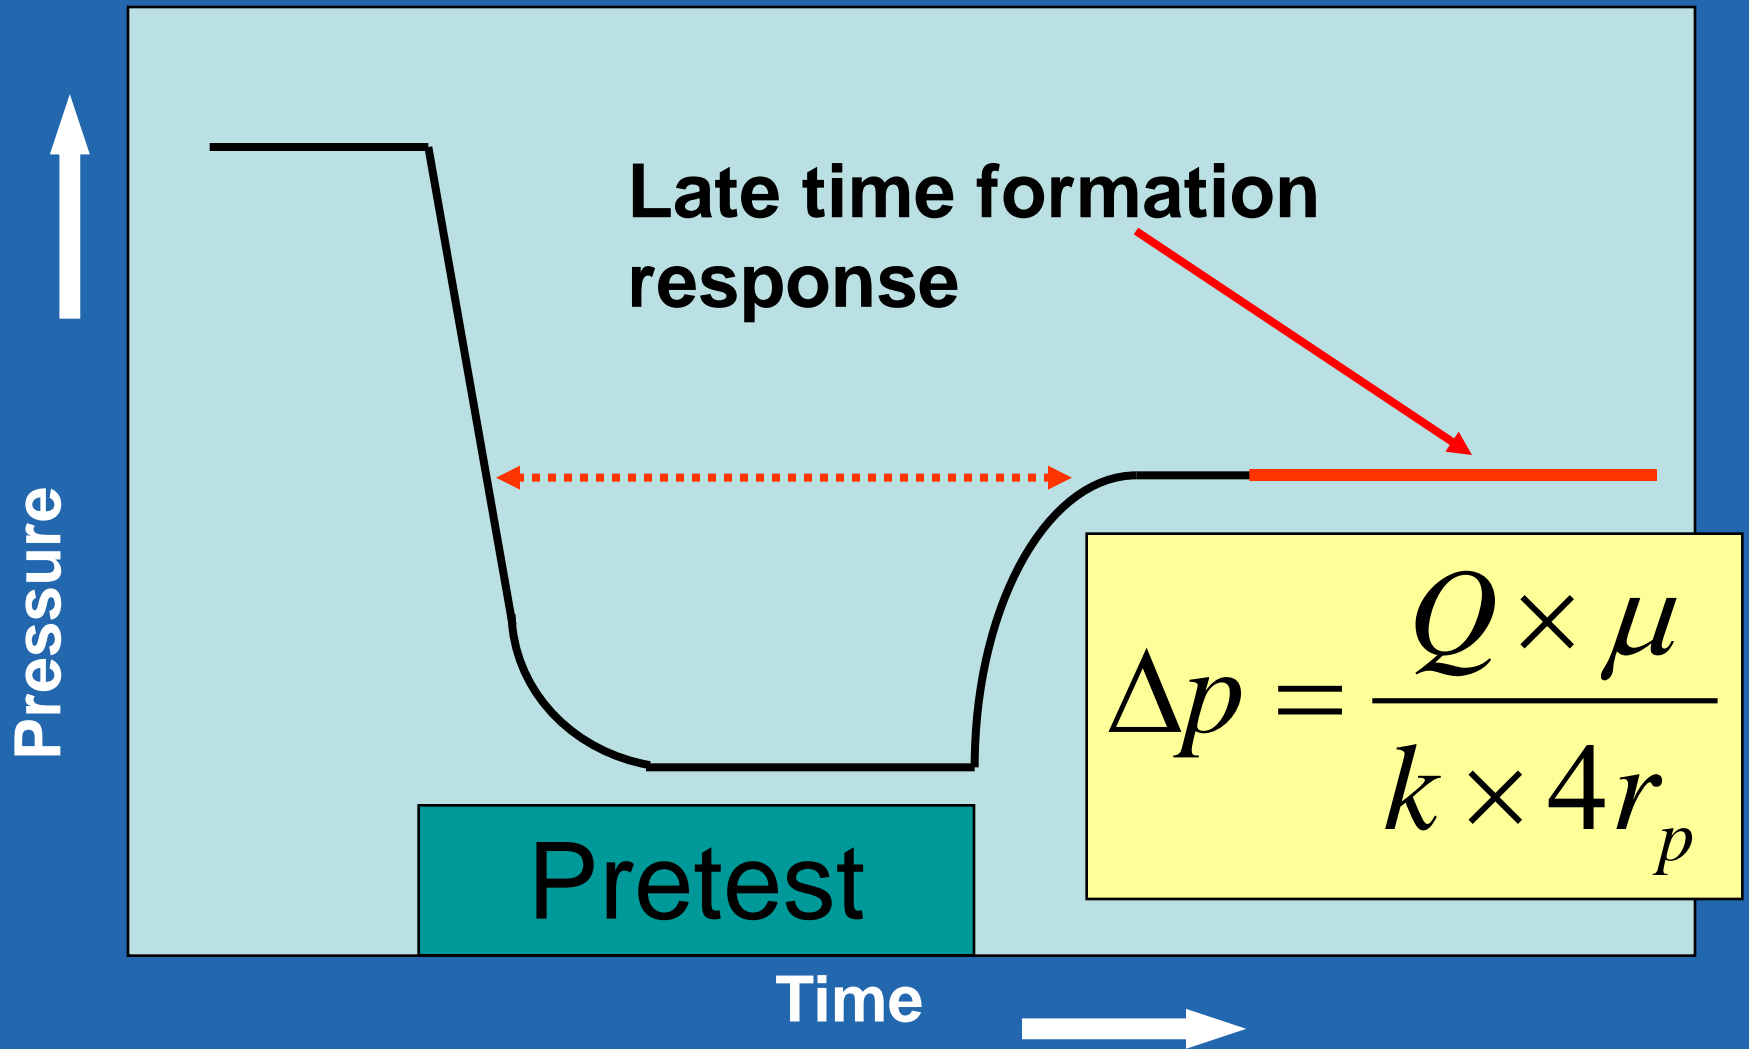 Late time formation
response
Pressure
Δp = Q × μ / k × 4r_p
Pretest
Time